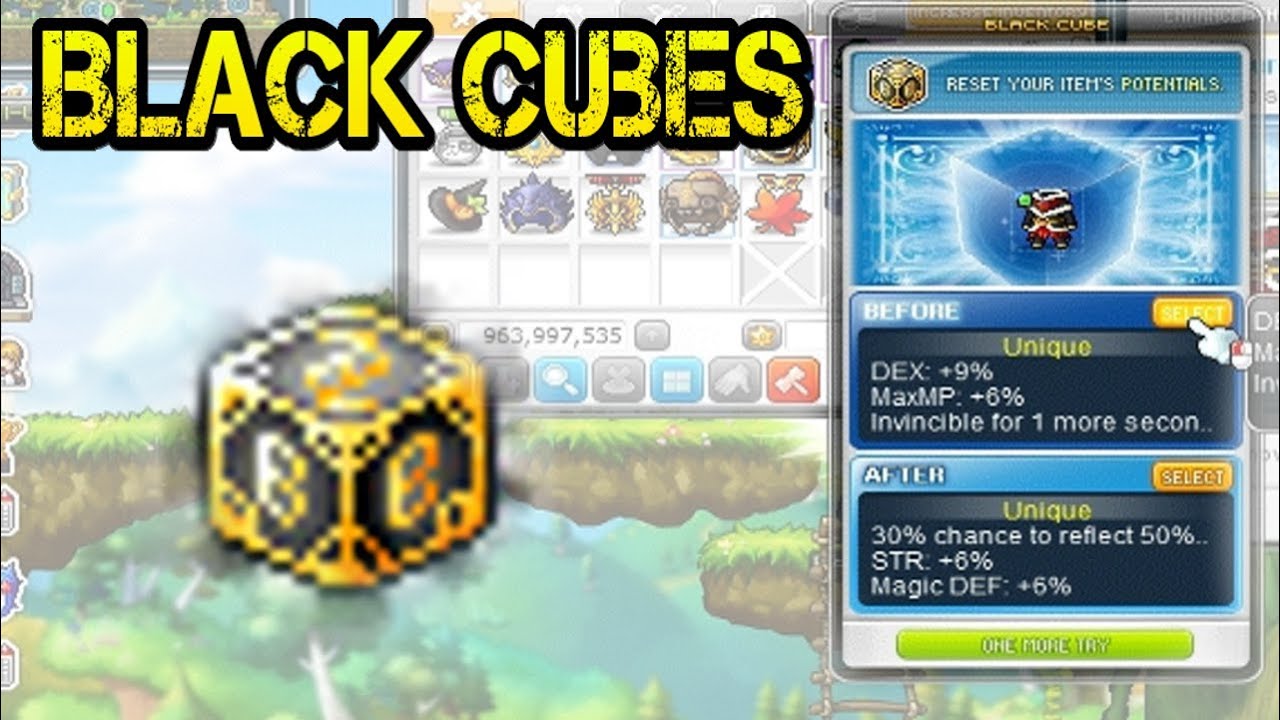 BLACK CUBES
BLACK CUBE
RESET YOUR ITEM'S POTENTIALS.
BEFORE
SELECT
Unique
DEX: +9%
MaxMP: +6%
Invincible for 1 more secon..
963,997,535
AFTER
SELECT
Unique
30% chance to reflect 50%..
STR: +6%
Magic DEF: +6%
ONE MORE TRY